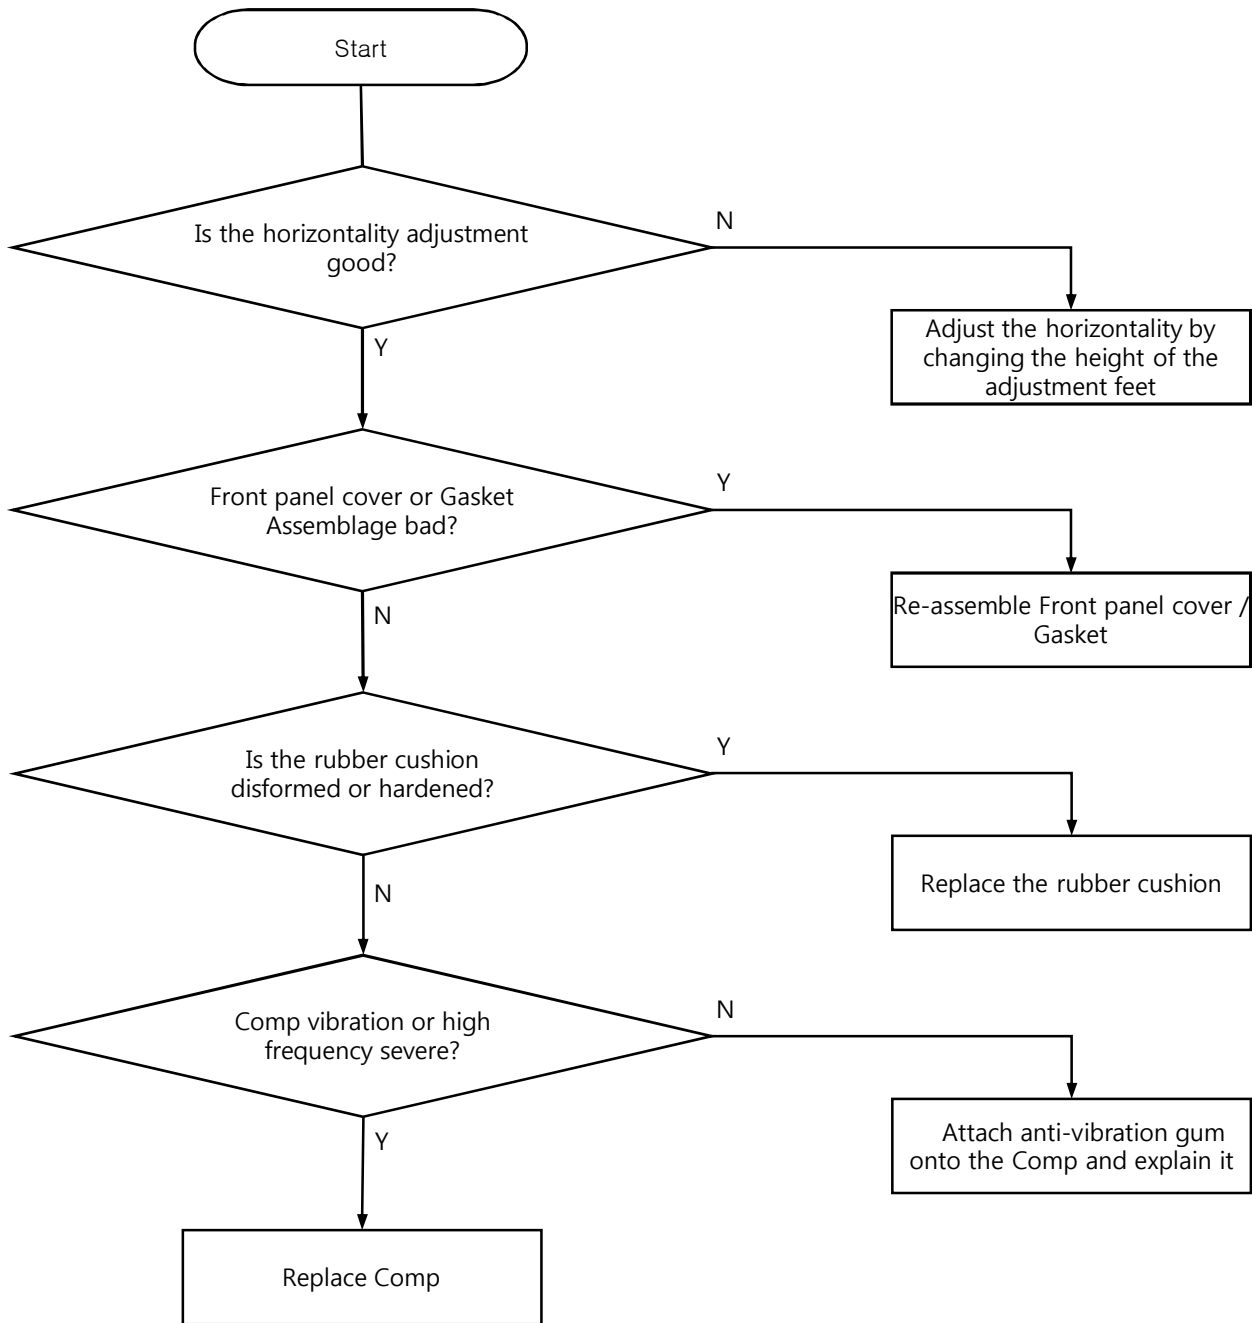 Start
Is the horizontality adjustment
good?
N
Y
Adjust the horizontality by
changing the height of the
adjustment feet
Front panel cover or Gasket
Assemblage bad?
Y
N
Re-assemble Front panel cover /
Gasket
Is the rubber cushion
disformed or hardened?
Y
N
Replace the rubber cushion
Comp vibration or high
frequency severe?
N
Y
Attach anti-vibration gum
onto the Comp and explain it
Replace Comp